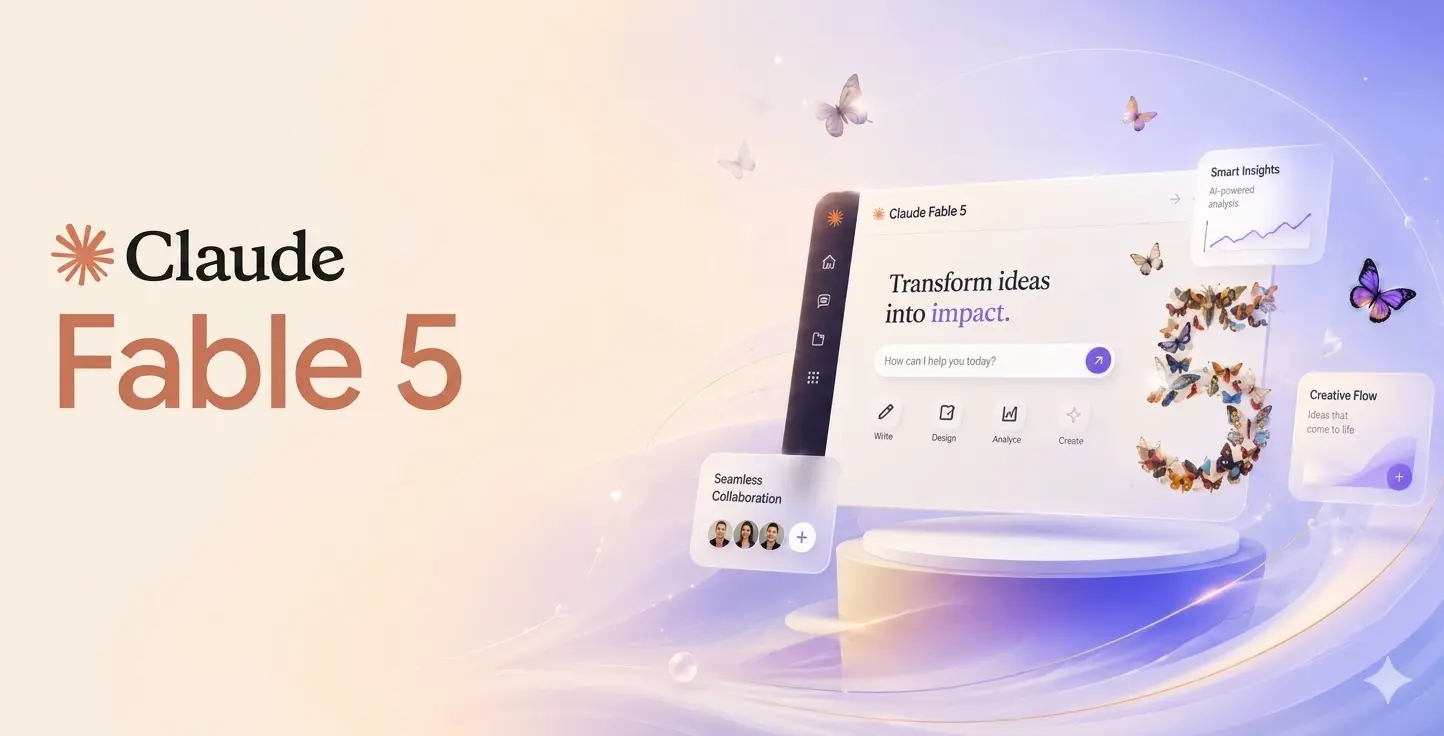 Claude
Fable 5
Claude Fable 5
Transform ideas
into impact.
How can I help you today?
Write
Design
Analyce
Create
Smart Insights
AI-powered
analysis
Creative Flow
Ideas that
come to life
Seamless
Collaboration